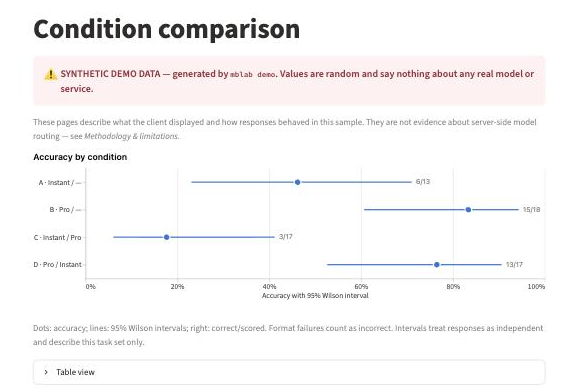 Condition comparison
⚠️ SYNTHETIC DEMO DATA — generated by mblab demo. Values are random and say nothing about any real model or
service.
These pages describe what the client displayed and how responses behaved in this sample. They are not evidence about server-side model
routing — see Methodology & limitations.
Accuracy by condition
A · Instant / — 6/13
B · Pro / — 15/18
C · Instant / Pro 3/17
D · Pro / Instant 13/17
0% 20% 40% 60% 80% 100%
Accuracy with 95% Wilson interval
Dots: accuracy; lines: 95% Wilson intervals; right: correct/scored. Format failures count as incorrect. Intervals treat responses as independent
and describe this task set only.
Table view